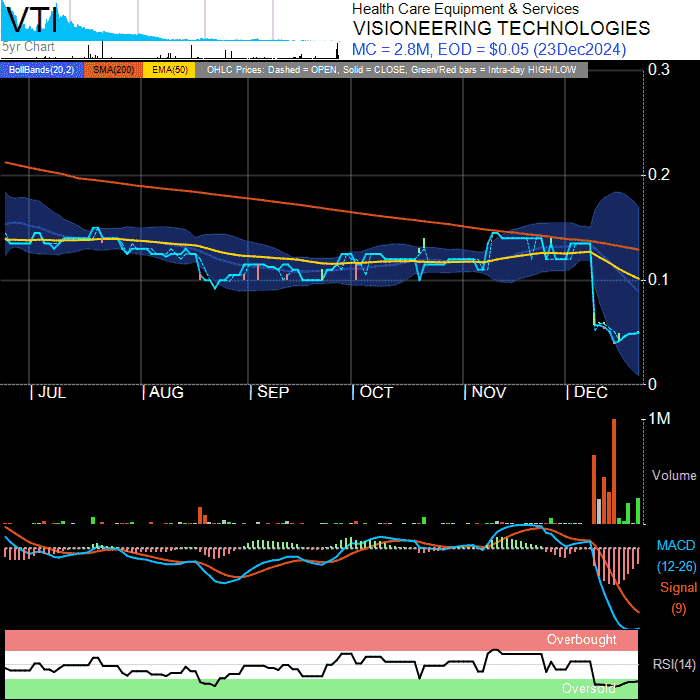 VTI
5yr Chart
Health Care Equipment & Services
VISIONEERING TECHNOLOGIES
MC = 2.8M, EOD = $0.05 (23Dec2024)
BollBands(20,2) SMA(200) EMA(50) OHLC Prices: Dashed = OPEN, Solid = CLOSE, Green/Red bars = Intra-day HIGH/LOW
0.3
0.2
0.1
0
JUL AUG SEP OCT NOV DEC
1M
Volume
MACD
(12-26)
Signal
(9)
Overbought
RSI(14)
Oversold